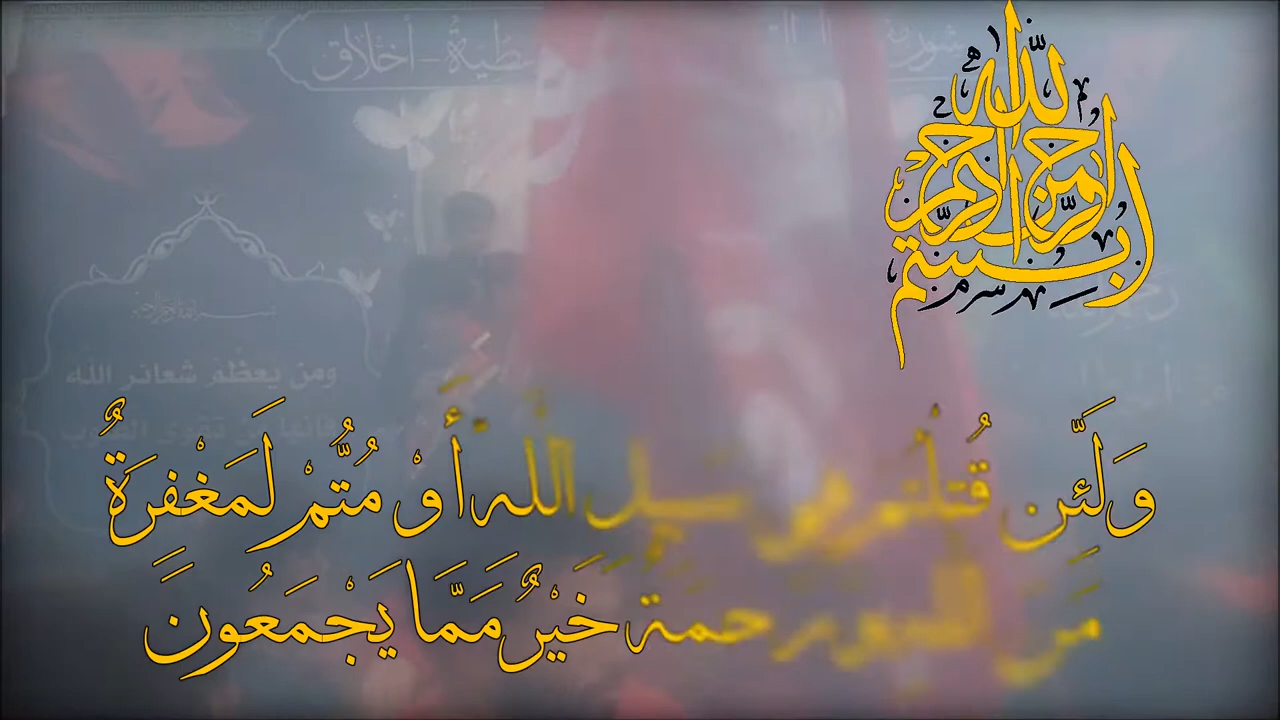 بسم الله الرحمن الرحيم
وَلَئِن قُتِلْتُمْ فِي سَبِيلِ اللَّهِ أَوْ مُتُّمْ لَمَغْفِرَةٌ
مِّنَ اللَّهِ وَرَحْمَةٌ خَيْرٌ مِّمَّا يَجْمَعُونَ
أخلاق
ومن يعظم شعائر الله